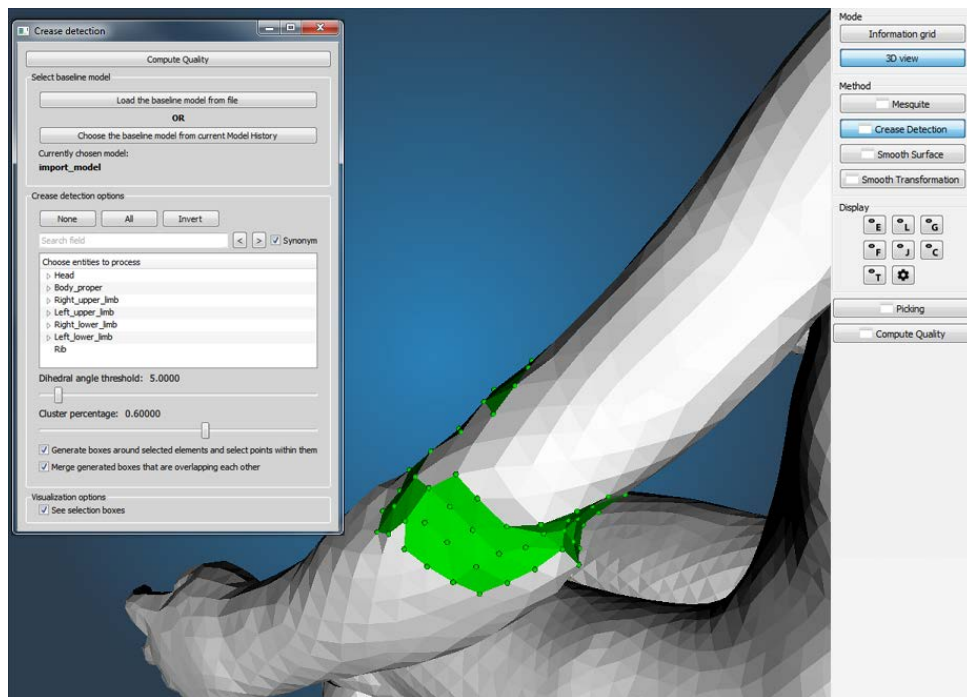 Crease detection
Compute Quality
Select baseline model
Load the baseline model from file
OR
Choose the baseline model from current Model History
Currently chosen model:
import_model
Crease detection options
None
All
Invert
Search field
<
>
Synonym
Choose entities to process
Head
Body_proper
Right_upper_limb
Left_upper_limb
Right_lower_limb
Left_lower_limb
Rib
Dihedral angle threshold: 5.0000
Cluster percentage: 0.60000
Generate boxes around selected elements and select points within them
Merge generated boxes that are overlapping each other
Visualization options
See selection boxes
Mode
Information grid
3D view
Method
Mesquite
Crease Detection
Smooth Surface
Smooth Transformation
Display
E
L
G
F
J
C
T
Picking
Compute Quality